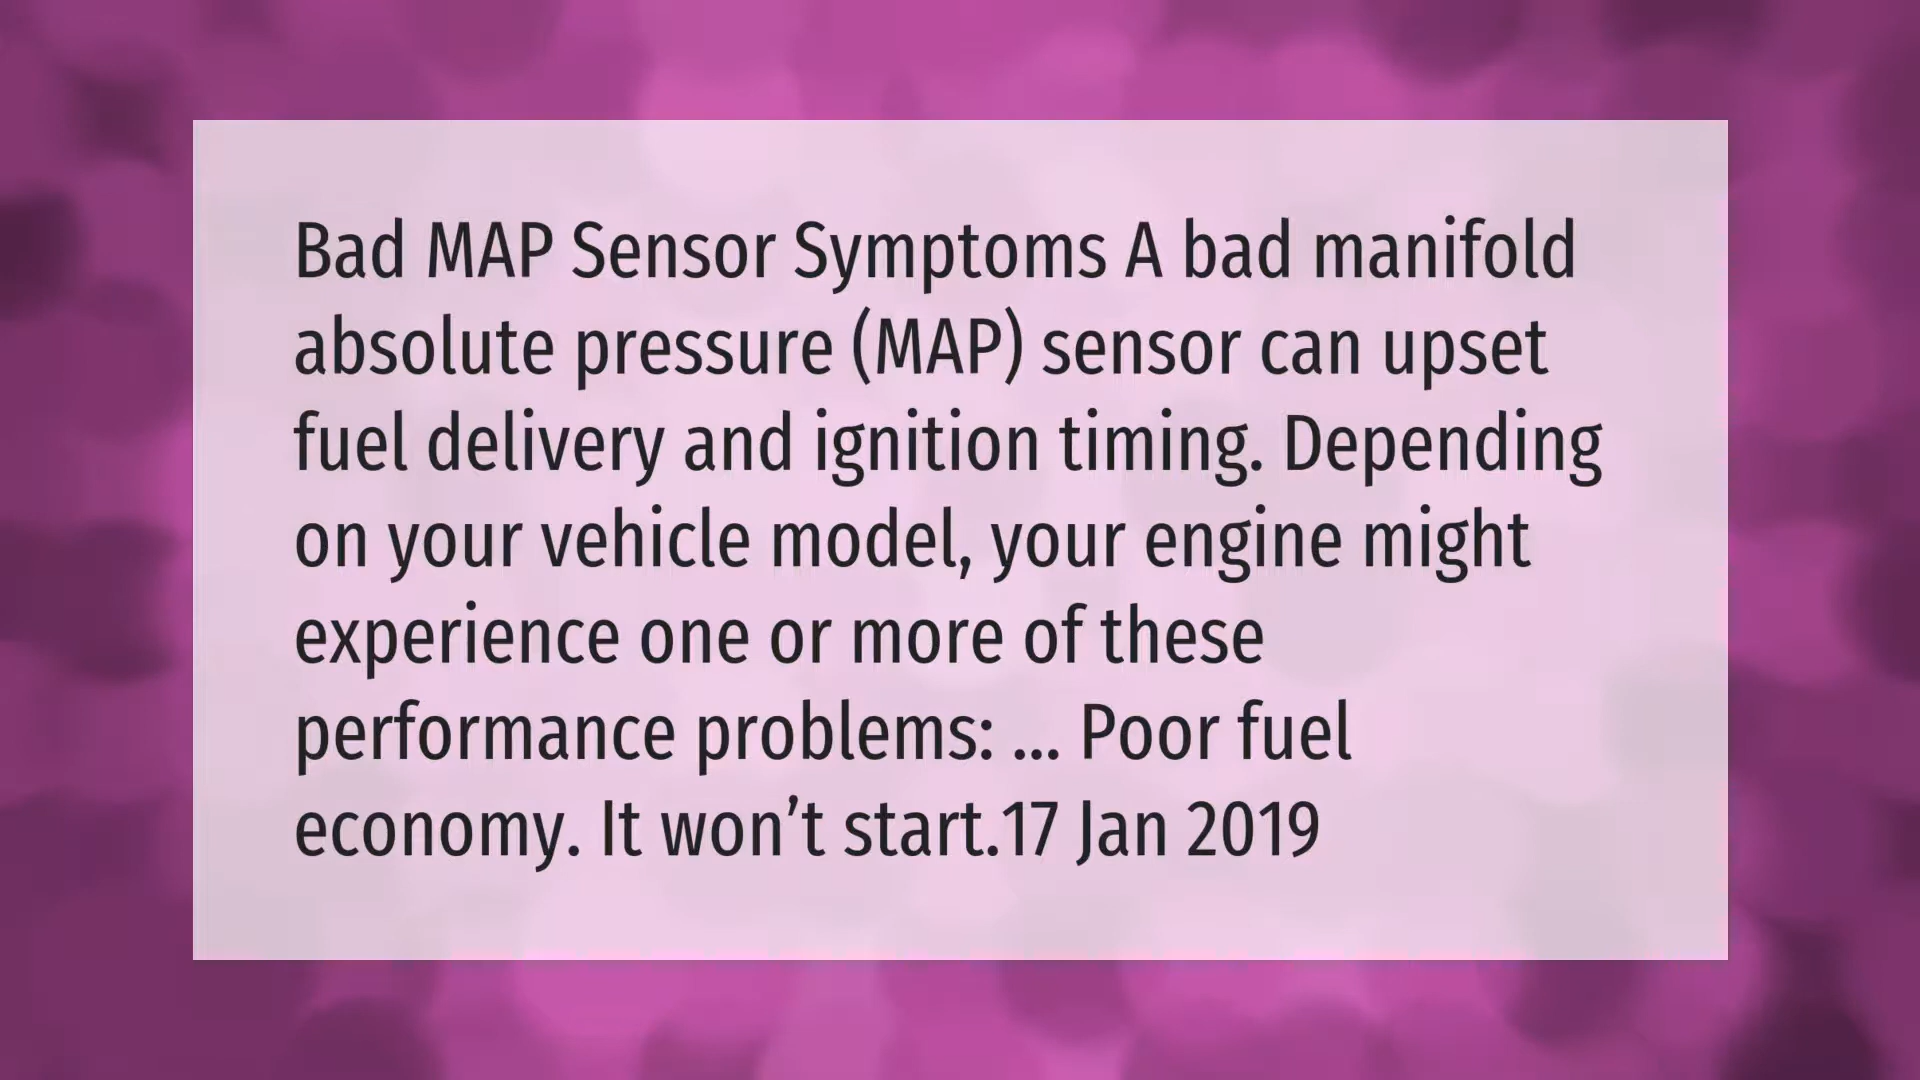 Bad MAP Sensor Symptoms A bad manifold
absolute pressure (MAP) sensor can upset
fuel delivery and ignition timing. Depending
on your vehicle model, your engine might
experience one or more of these
performance problems: ... Poor fuel
economy. It won’t start.17 Jan 2019